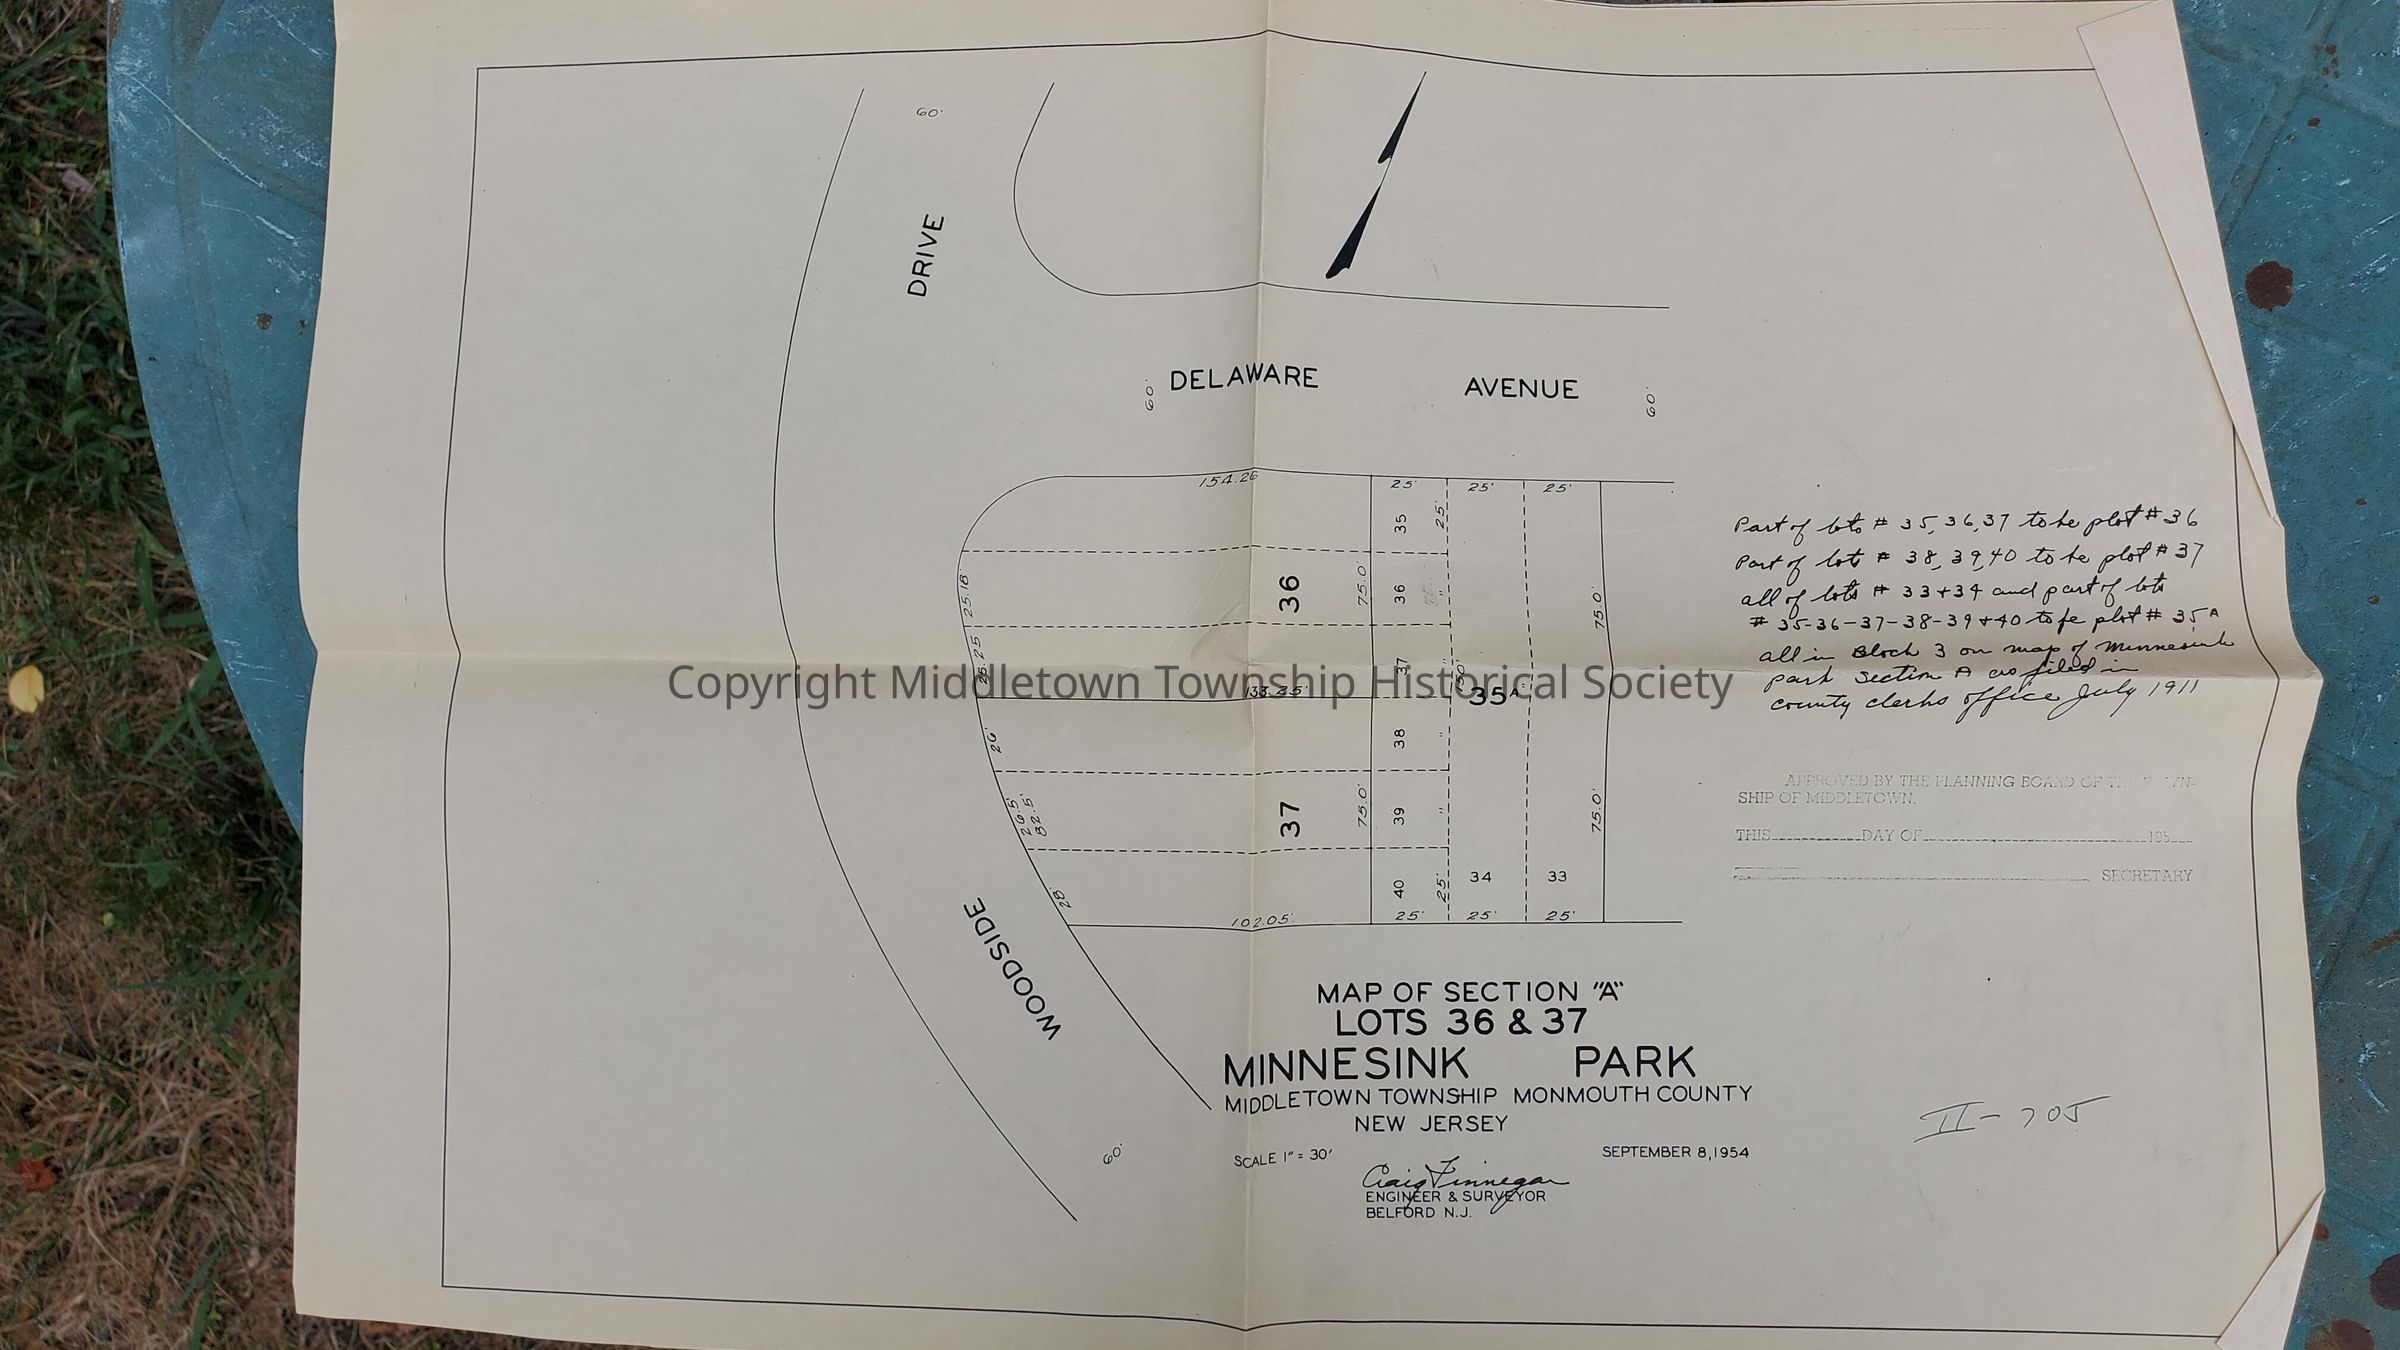 60'
DRIVE
DELAWARE AVENUE
60'
60'
154.26
25' 25' 25'
35
25'
25.18'
36
75.0'
36
"
75.0'
25.25
37
"
133.25'
150.0'
35A
26'
38
"
26.5'
82.5'
37
75.0'
39
"
75.0'
28'
40
25'
34 33
102.05'
25' 25' 25'
WOODSIDE
60'
Part of lots # 35, 36, 37 to be plot # 36
Part of lots # 38, 39, 40 to be plot # 37
all of lots # 33 + 34 and part of lots
# 35-36-37-38-39 + 40 to be plot # 35A
all in Block 3 on map of Minnesink
park Section A as filed in
county clerks office July 1911
APPROVED BY THE PLANNING BOARD OF THE TOWN-
SHIP OF MIDDLETOWN.
THIS DAY OF 195
SECRETARY
MAP OF SECTION "A"
LOTS 36 & 37
MINNESINK PARK
MIDDLETOWN TOWNSHIP MONMOUTH COUNTY
NEW JERSEY
SCALE 1" = 30' SEPTEMBER 8, 1954
Craig Finnegan
ENGINEER & SURVEYOR
BELFORD N.J.
II-705
Copyright Middletown Township Historical Society